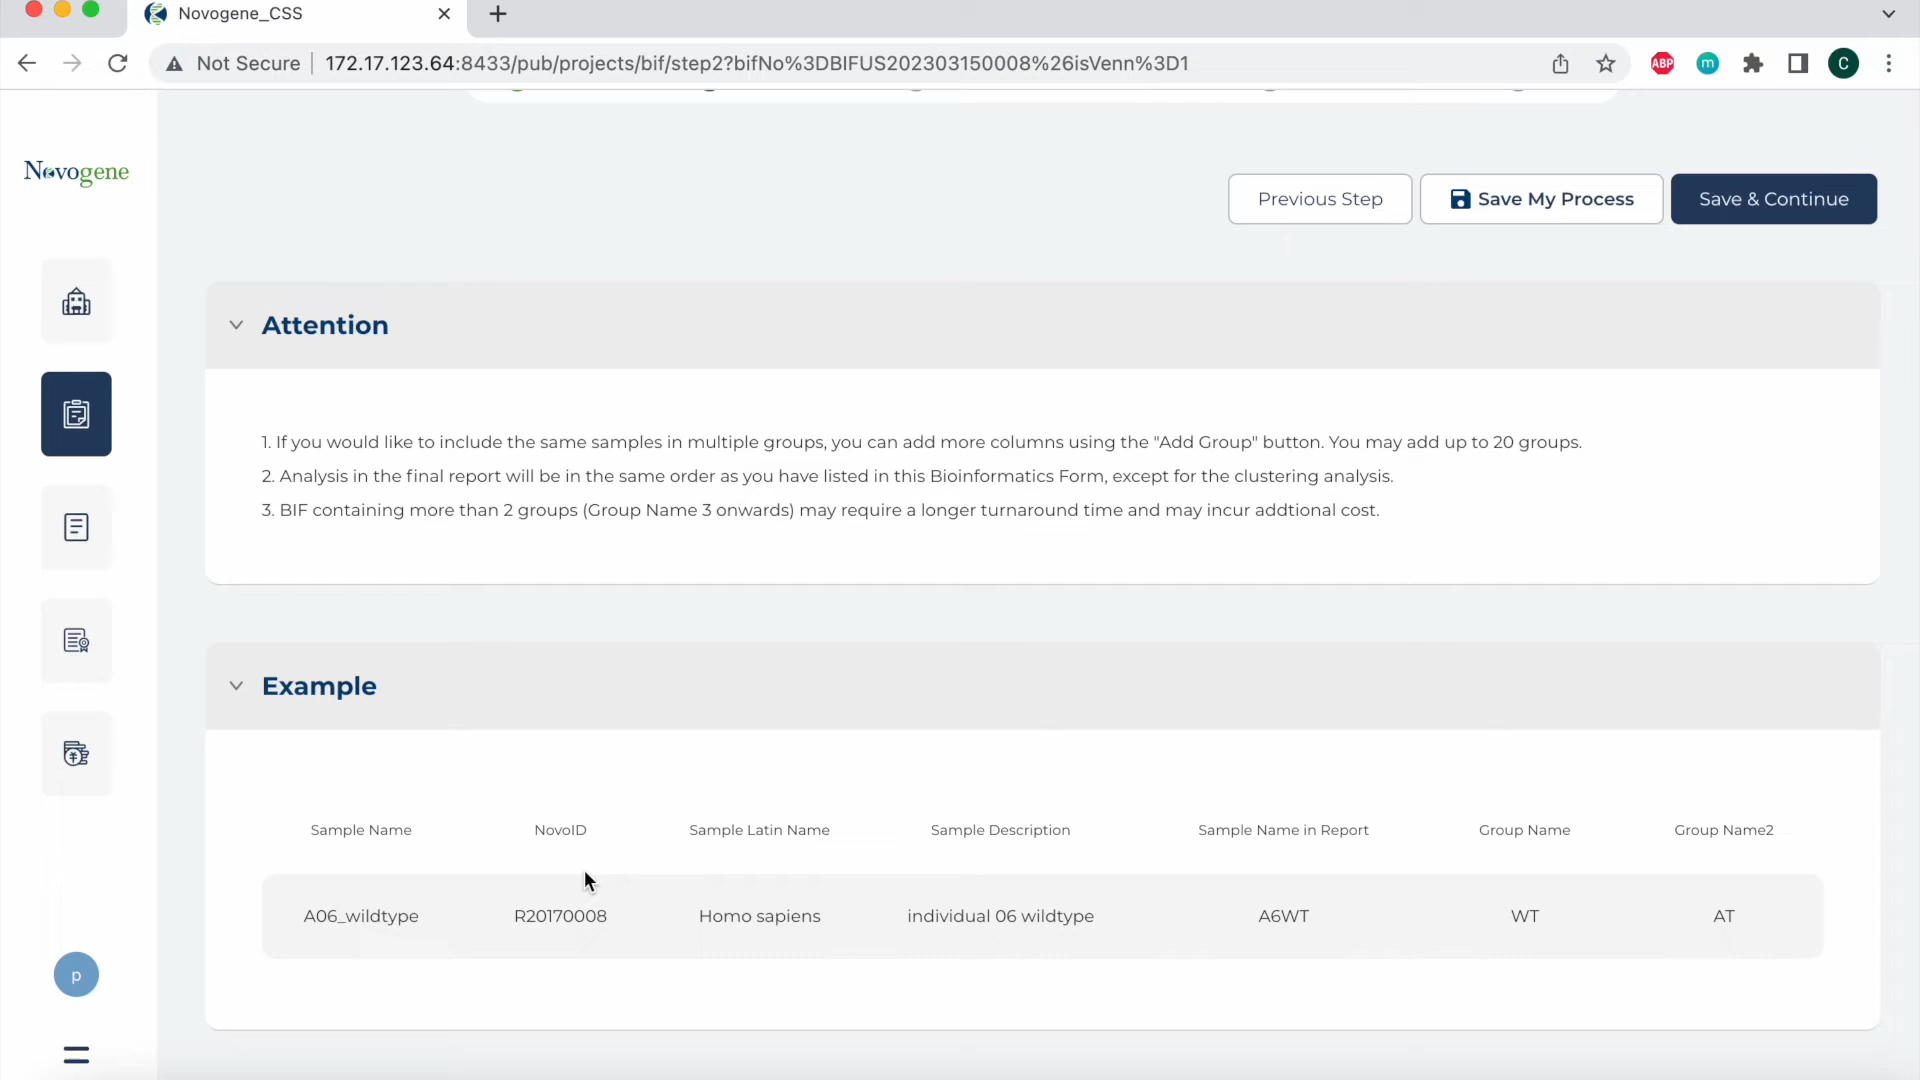 Novogene_CSS
Not Secure
172.17.123.64:8433/pub/projects/bif/step2?bifNo%3DBIFUS202303150008%26isVenn%3D1
ABP
m
C
Novogene
Previous Step
Save My Process
Save & Continue
Attention
1. If you would like to include the same samples in multiple groups, you can add more columns using the "Add Group" button. You may add up to 20 groups.
2. Analysis in the final report will be in the same order as you have listed in this Bioinformatics Form, except for the clustering analysis.
3. BIF containing more than 2 groups (Group Name 3 onwards) may require a longer turnaround time and may incur addtional cost.
Example
Sample Name NovoID Sample Latin Name Sample Description Sample Name in Report Group Name Group Name2
A06_wildtype R20170008 Homo sapiens individual 06 wildtype A6WT WT AT
p